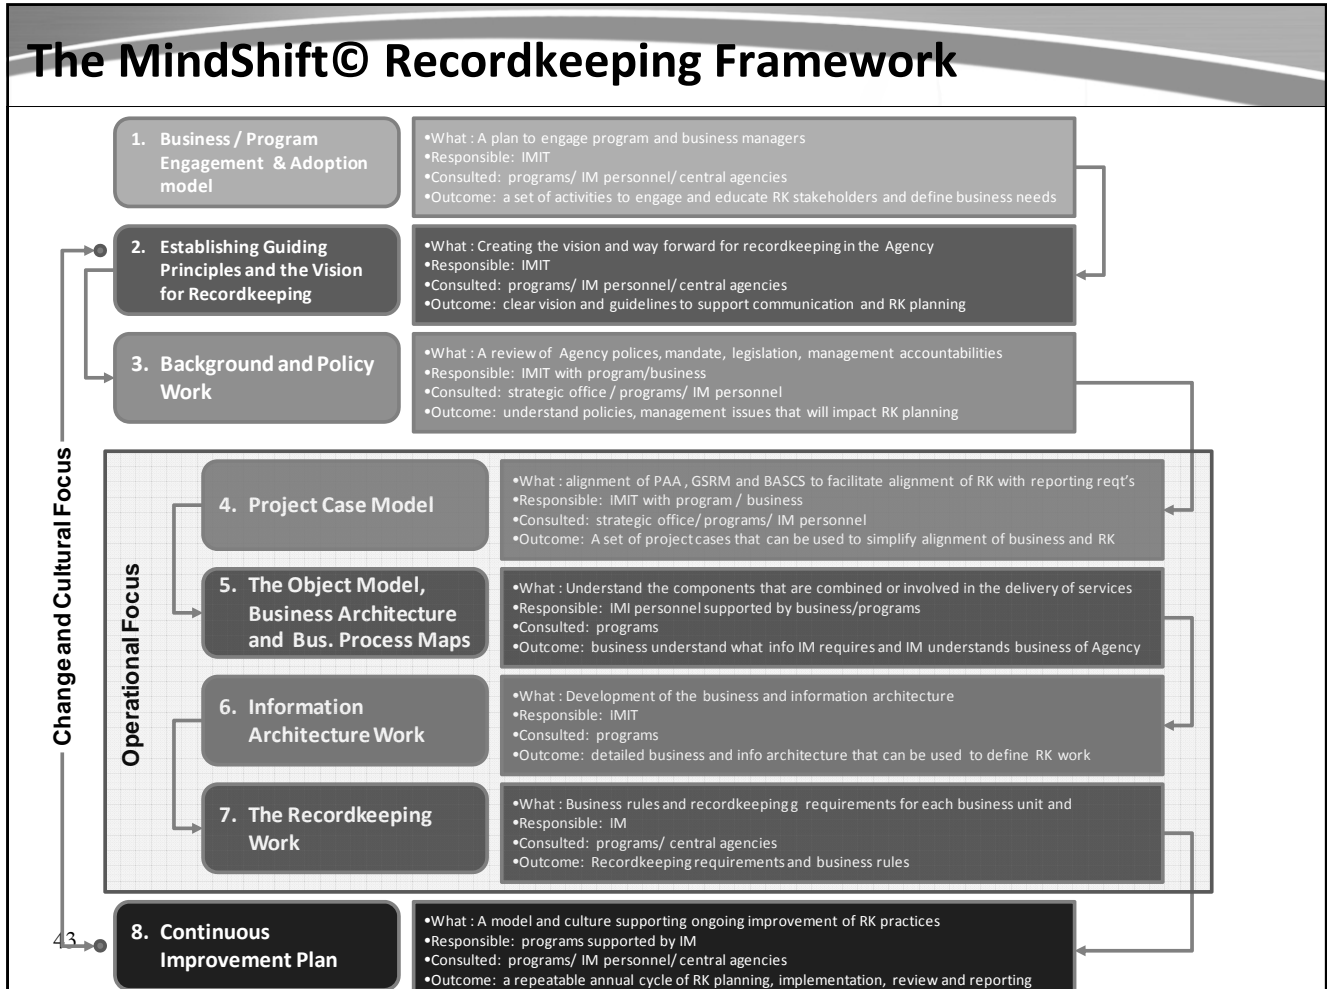 The MindShift© Recordkeeping Framework
1. Business / Program
Engagement & Adoption
model
•What : A plan to engage program and business managers
•Responsible: IMIT
•Consulted: programs/ IM personnel/ central agencies
•Outcome: a set of activities to engage and educate RK stakeholders and define business needs
2. Establishing Guiding
Principles and the Vision
for Recordkeeping
•What : Creating the vision and way forward for recordkeeping in the Agency
•Responsible: IMIT
•Consulted: programs/ IM personnel/ central agencies
•Outcome: clear vision and guidelines to support communication and RK planning
3. Background and Policy
Work
•What : A review of Agency polices, mandate, legislation, management accountabilities
•Responsible: IMIT with program/business
•Consulted: strategic office / programs/ IM personnel
•Outcome: understand policies, management issues that will impact RK planning
Change and Cultural Focus
Operational Focus
4. Project Case Model
•What : alignment of PAA , GSRM and BASCS to facilitate alignment of RK with reporting reqt's
•Responsible: IMIT with program / business
•Consulted: strategic office/ programs/ IM personnel
•Outcome: A set of project cases that can be used to simplify alignment of business and RK
5. The Object Model,
Business Architecture
and Bus. Process Maps
•What : Understand the components that are combined or involved in the delivery of services
•Responsible: IMI personnel supported by business/programs
•Consulted: programs
•Outcome: business understand what info IM requires and IM understands business of Agency
6. Information
Architecture Work
•What : Development of the business and information architecture
•Responsible: IMIT
•Consulted: programs
•Outcome: detailed business and info architecture that can be used to define RK work
7. The Recordkeeping
Work
•What : Business rules and recordkeeping g requirements for each business unit and
•Responsible: IM
•Consulted: programs/ central agencies
•Outcome: Recordkeeping requirements and business rules
8. Continuous
Improvement Plan
•What : A model and culture supporting ongoing improvement of RK practices
•Responsible: programs supported by IM
•Consulted: programs/ IM personnel/ central agencies
•Outcome: a repeatable annual cycle of RK planning, implementation, review and reporting
43